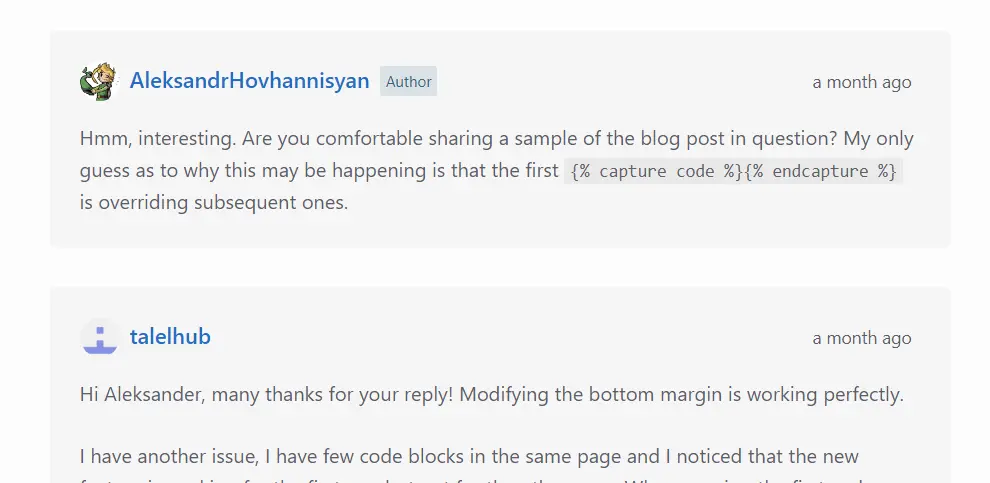 AleksandrHovhannisyan Author a month ago
Hmm, interesting. Are you comfortable sharing a sample of the blog post in question? My only
guess as to why this may be happening is that the first {% capture code %}{% endcapture %}
is overriding subsequent ones.
talelhub a month ago
Hi Aleksander, many thanks for your reply! Modifying the bottom margin is working perfectly.
I have another issue, I have few code blocks in the same page and I noticed that the new